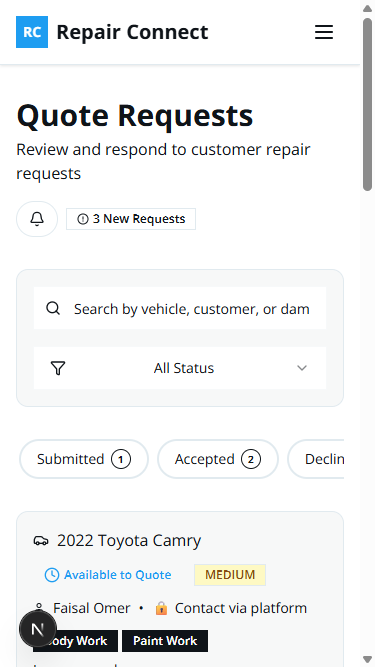 RC Repair Connect
Quote Requests
Review and respond to customer repair
requests
3 New Requests
Search by vehicle, customer, or dam
All Status
Submitted 1 Accepted 2 Declin
2022 Toyota Camry
Available to Quote MEDIUM
Faisal Omer • Contact via platform
N ody Work Paint Work